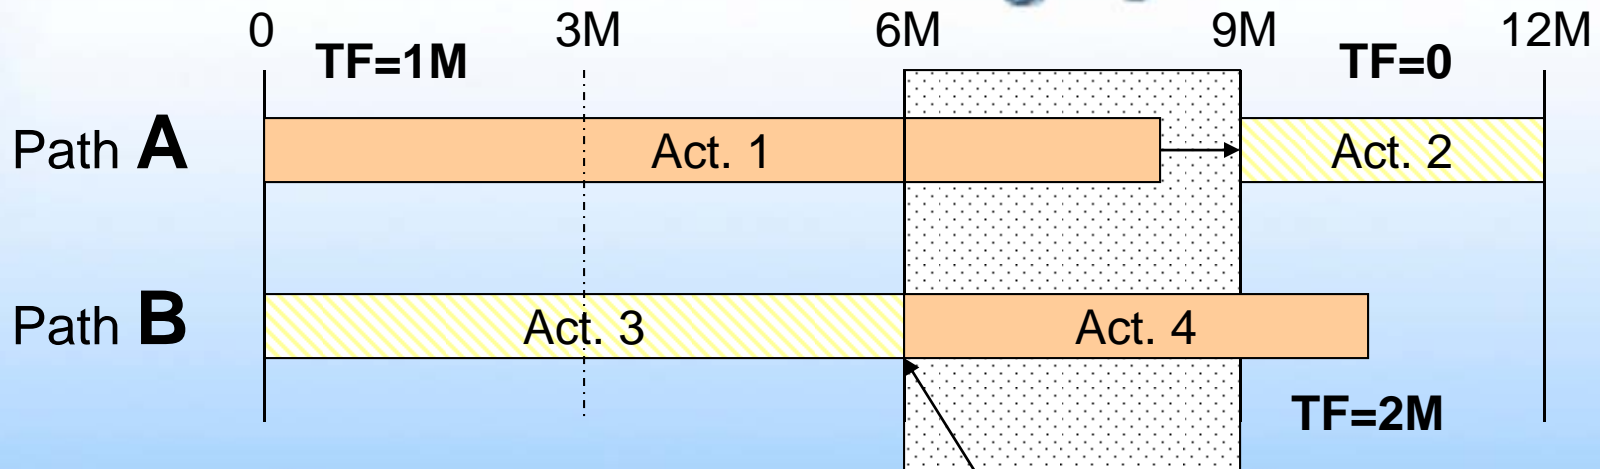 0 3M 6M 9M 12M
TF=1M TF=0
Path A Act. 1 Act. 2
Path B Act. 3 Act. 4
TF=2M